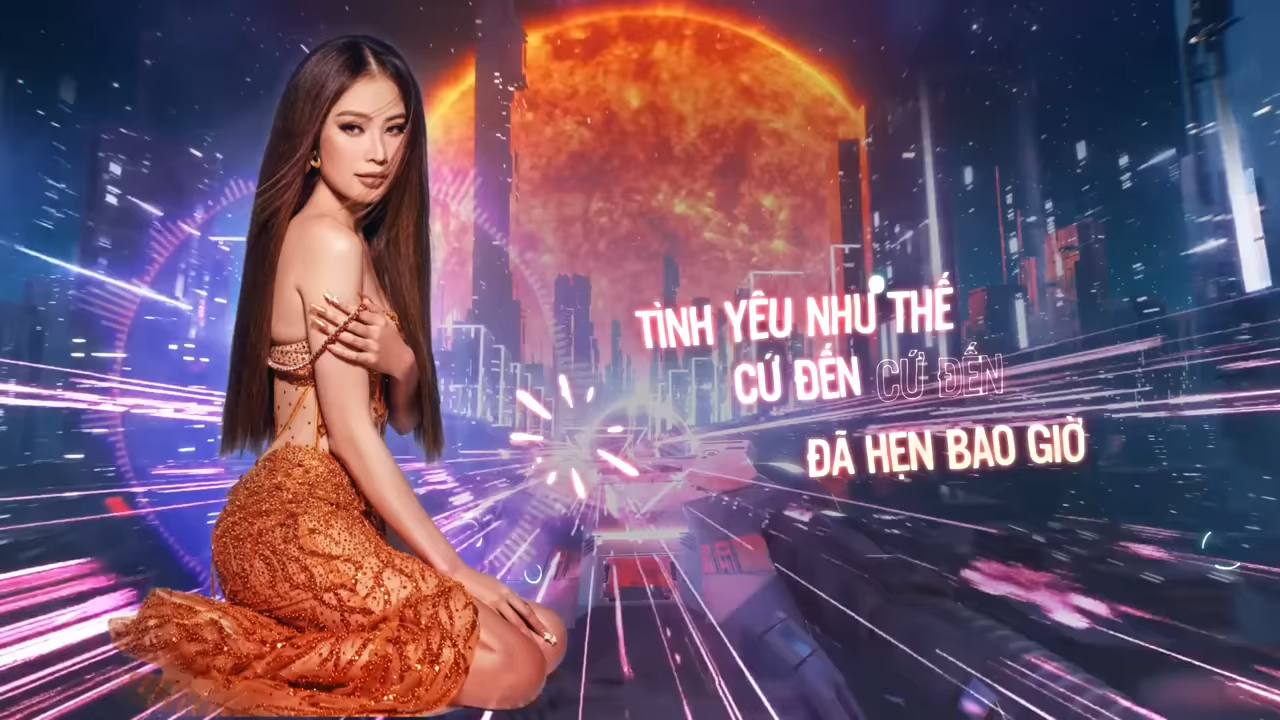 TÌNH YÊU NHƯ THẾ
CỨ ĐẾN CỨ ĐẾN
ĐÃ HẸN BAO GIỜ